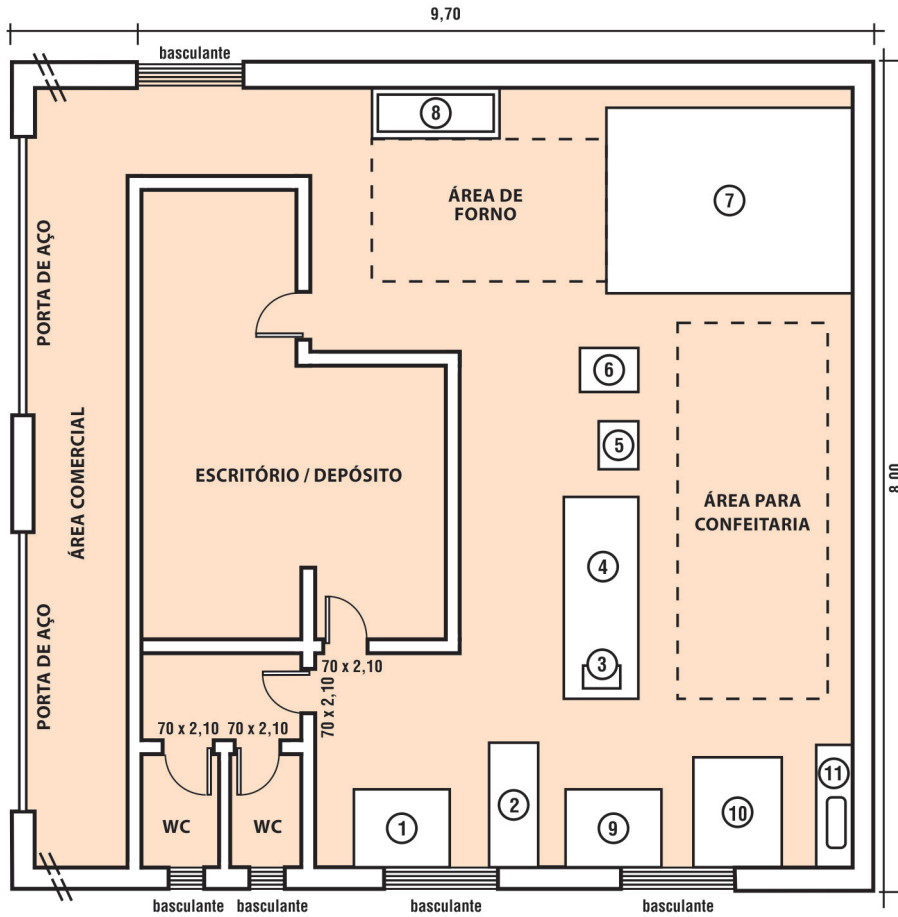 9,70
basculante
8
ÁREA DE
FORNO
7
PORTA DE AÇO
6
5
ÁREA COMERCIAL
ESCRITÓRIO / DEPÓSITO
ÁREA PARA
CONFEITARIA
8,00
4
3
PORTA DE AÇO
70 x 2,10
70 x 2,10
70 x 2,10
70 x 2,10
WC
WC
1
2
9
10
11
basculante
basculante
basculante
basculante